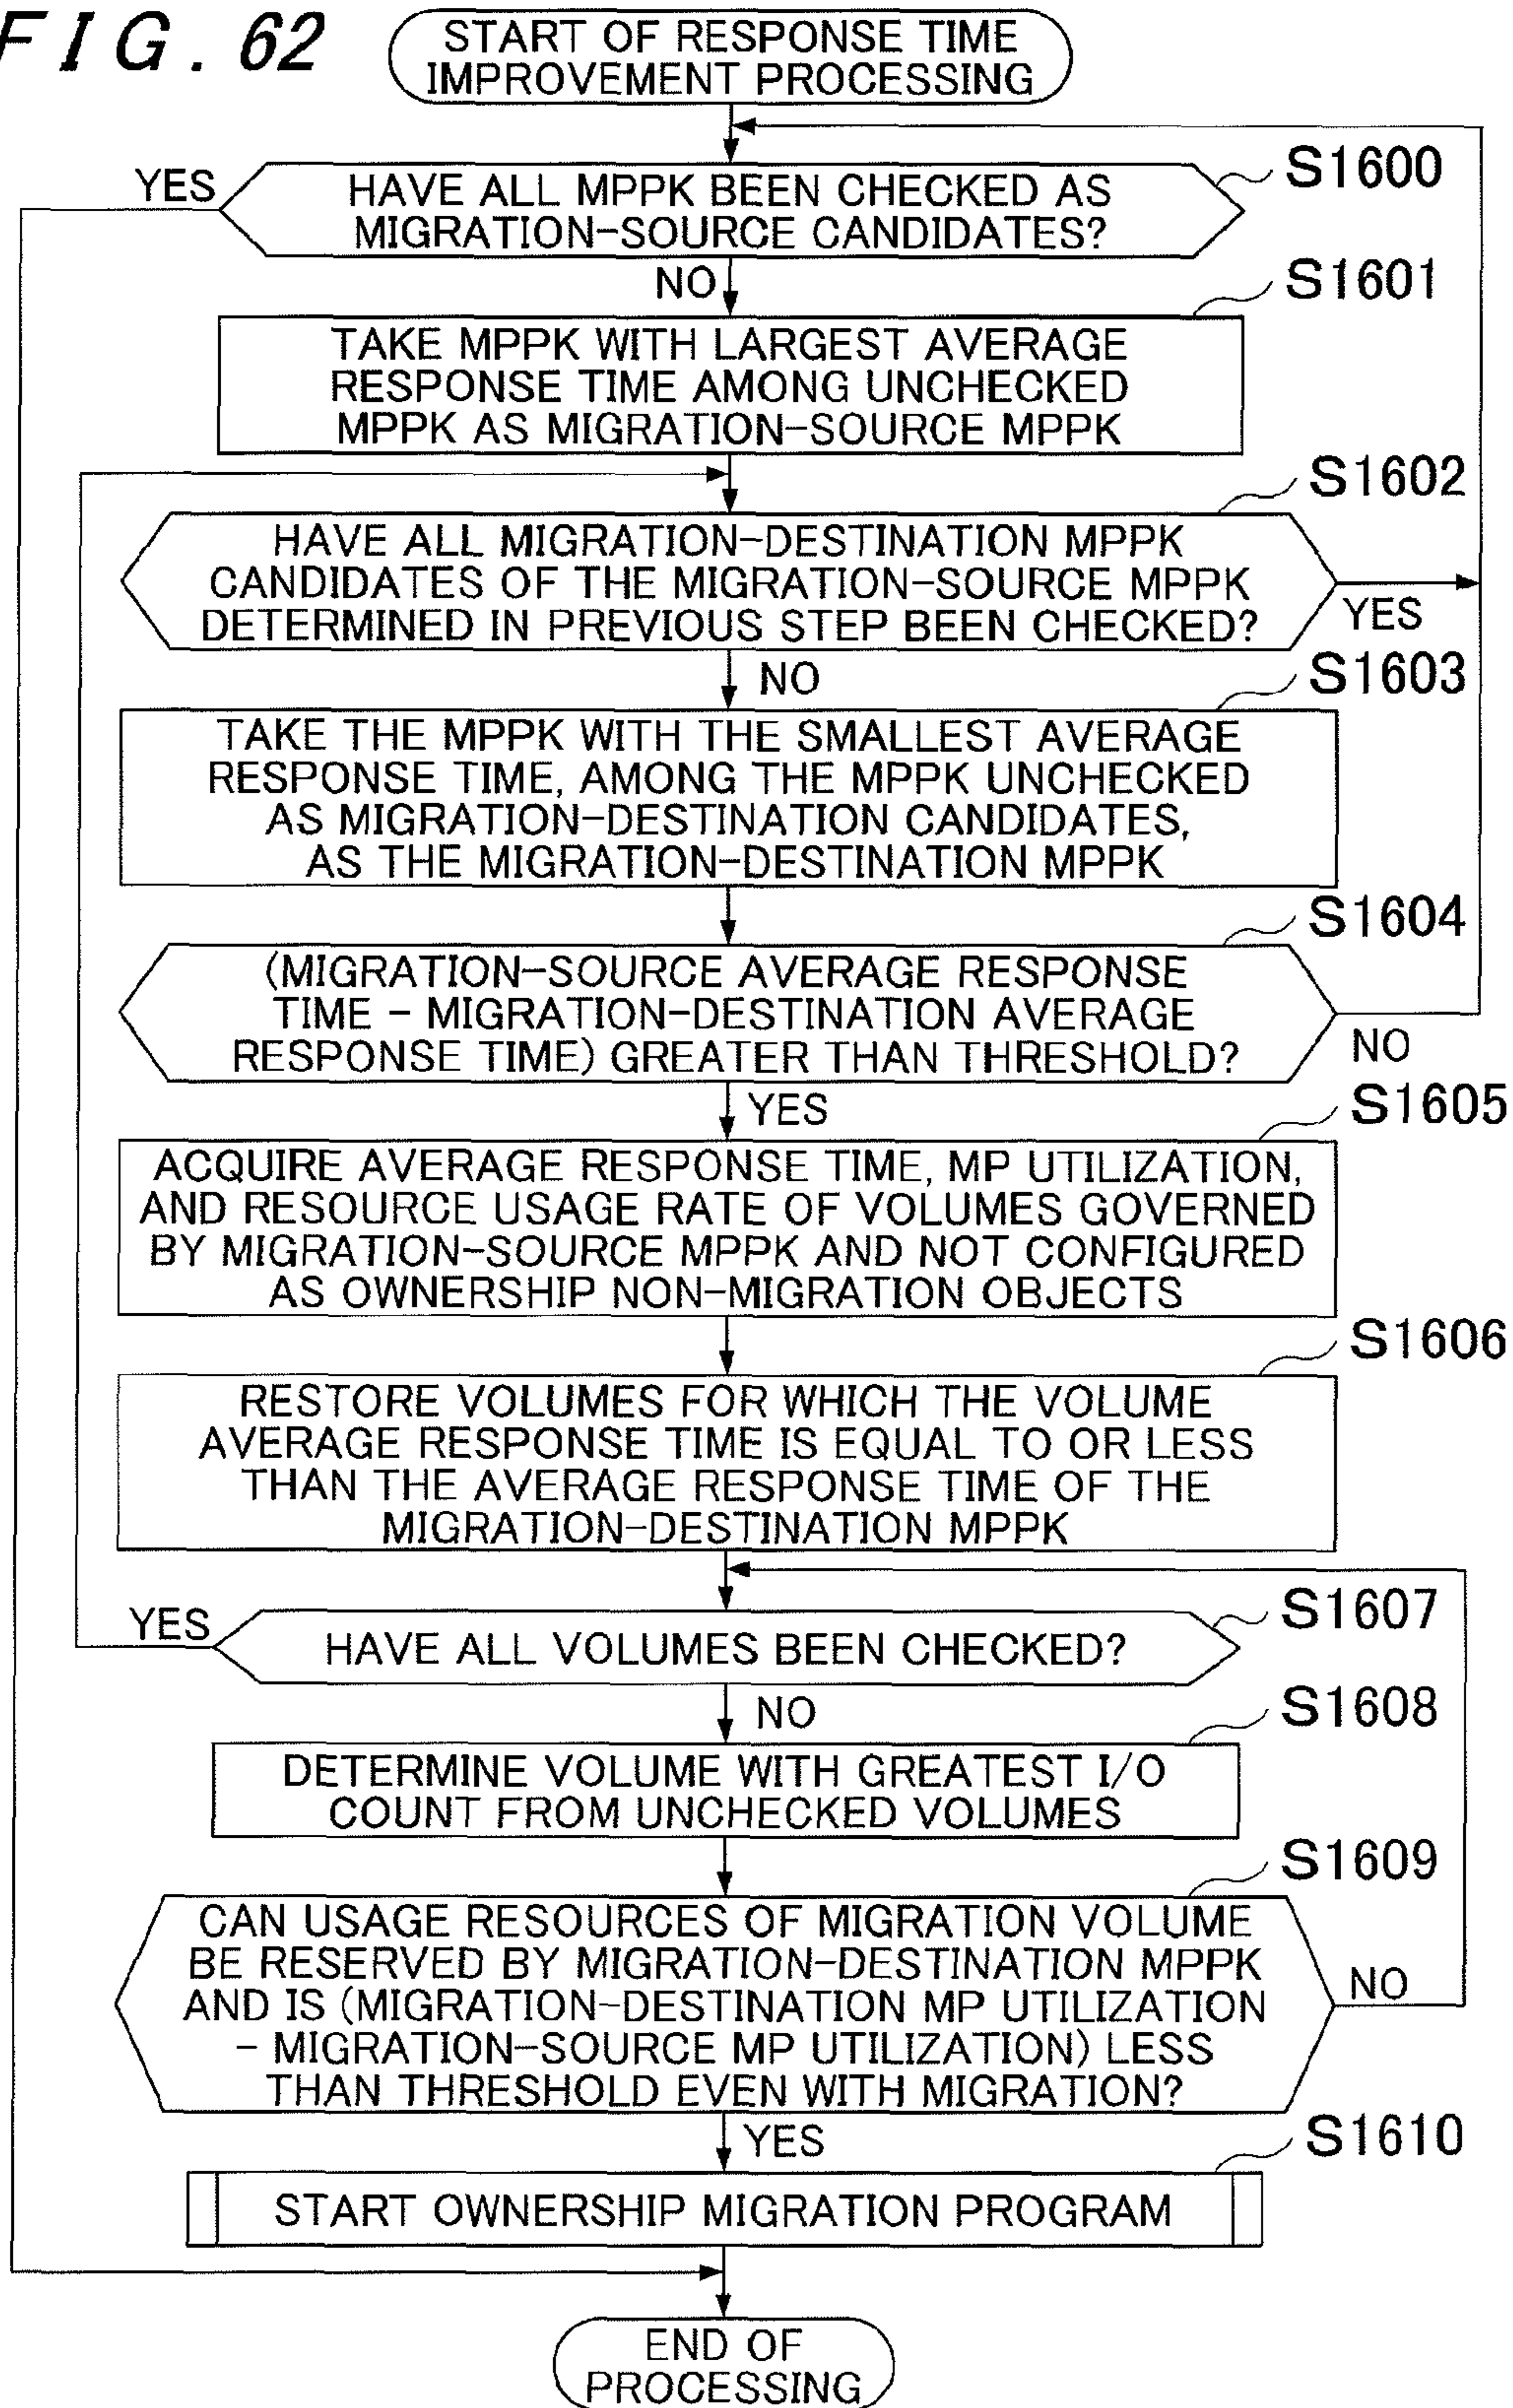 FIG. 62
START OF RESPONSE TIME
IMPROVEMENT PROCESSING
YES
HAVE ALL MPPK BEEN CHECKED AS
MIGRATION-SOURCE CANDIDATES?
S1600
NO
S1601
TAKE MPPK WITH LARGEST AVERAGE
RESPONSE TIME AMONG UNCHECKED
MPPK AS MIGRATION-SOURCE MPPK
S1602
HAVE ALL MIGRATION-DESTINATION MPPK
CANDIDATES OF THE MIGRATION-SOURCE MPPK
DETERMINED IN PREVIOUS STEP BEEN CHECKED?
YES
NO
S1603
TAKE THE MPPK WITH THE SMALLEST AVERAGE
RESPONSE TIME, AMONG THE MPPK UNCHECKED
AS MIGRATION-DESTINATION CANDIDATES,
AS THE MIGRATION-DESTINATION MPPK
S1604
(MIGRATION-SOURCE AVERAGE RESPONSE
TIME - MIGRATION-DESTINATION AVERAGE
RESPONSE TIME) GREATER THAN THRESHOLD?
NO
YES
S1605
ACQUIRE AVERAGE RESPONSE TIME, MP UTILIZATION,
AND RESOURCE USAGE RATE OF VOLUMES GOVERNED
BY MIGRATION-SOURCE MPPK AND NOT CONFIGURED
AS OWNERSHIP NON-MIGRATION OBJECTS
S1606
RESTORE VOLUMES FOR WHICH THE VOLUME
AVERAGE RESPONSE TIME IS EQUAL TO OR LESS
THAN THE AVERAGE RESPONSE TIME OF THE
MIGRATION-DESTINATION MPPK
YES
HAVE ALL VOLUMES BEEN CHECKED?
S1607
NO
S1608
DETERMINE VOLUME WITH GREATEST I/O
COUNT FROM UNCHECKED VOLUMES
S1609
CAN USAGE RESOURCES OF MIGRATION VOLUME
BE RESERVED BY MIGRATION-DESTINATION MPPK
AND IS (MIGRATION-DESTINATION MP UTILIZATION
- MIGRATION-SOURCE MP UTILIZATION) LESS
THAN THRESHOLD EVEN WITH MIGRATION?
NO
YES
S1610
START OWNERSHIP MIGRATION PROGRAM
END OF
PROCESSING